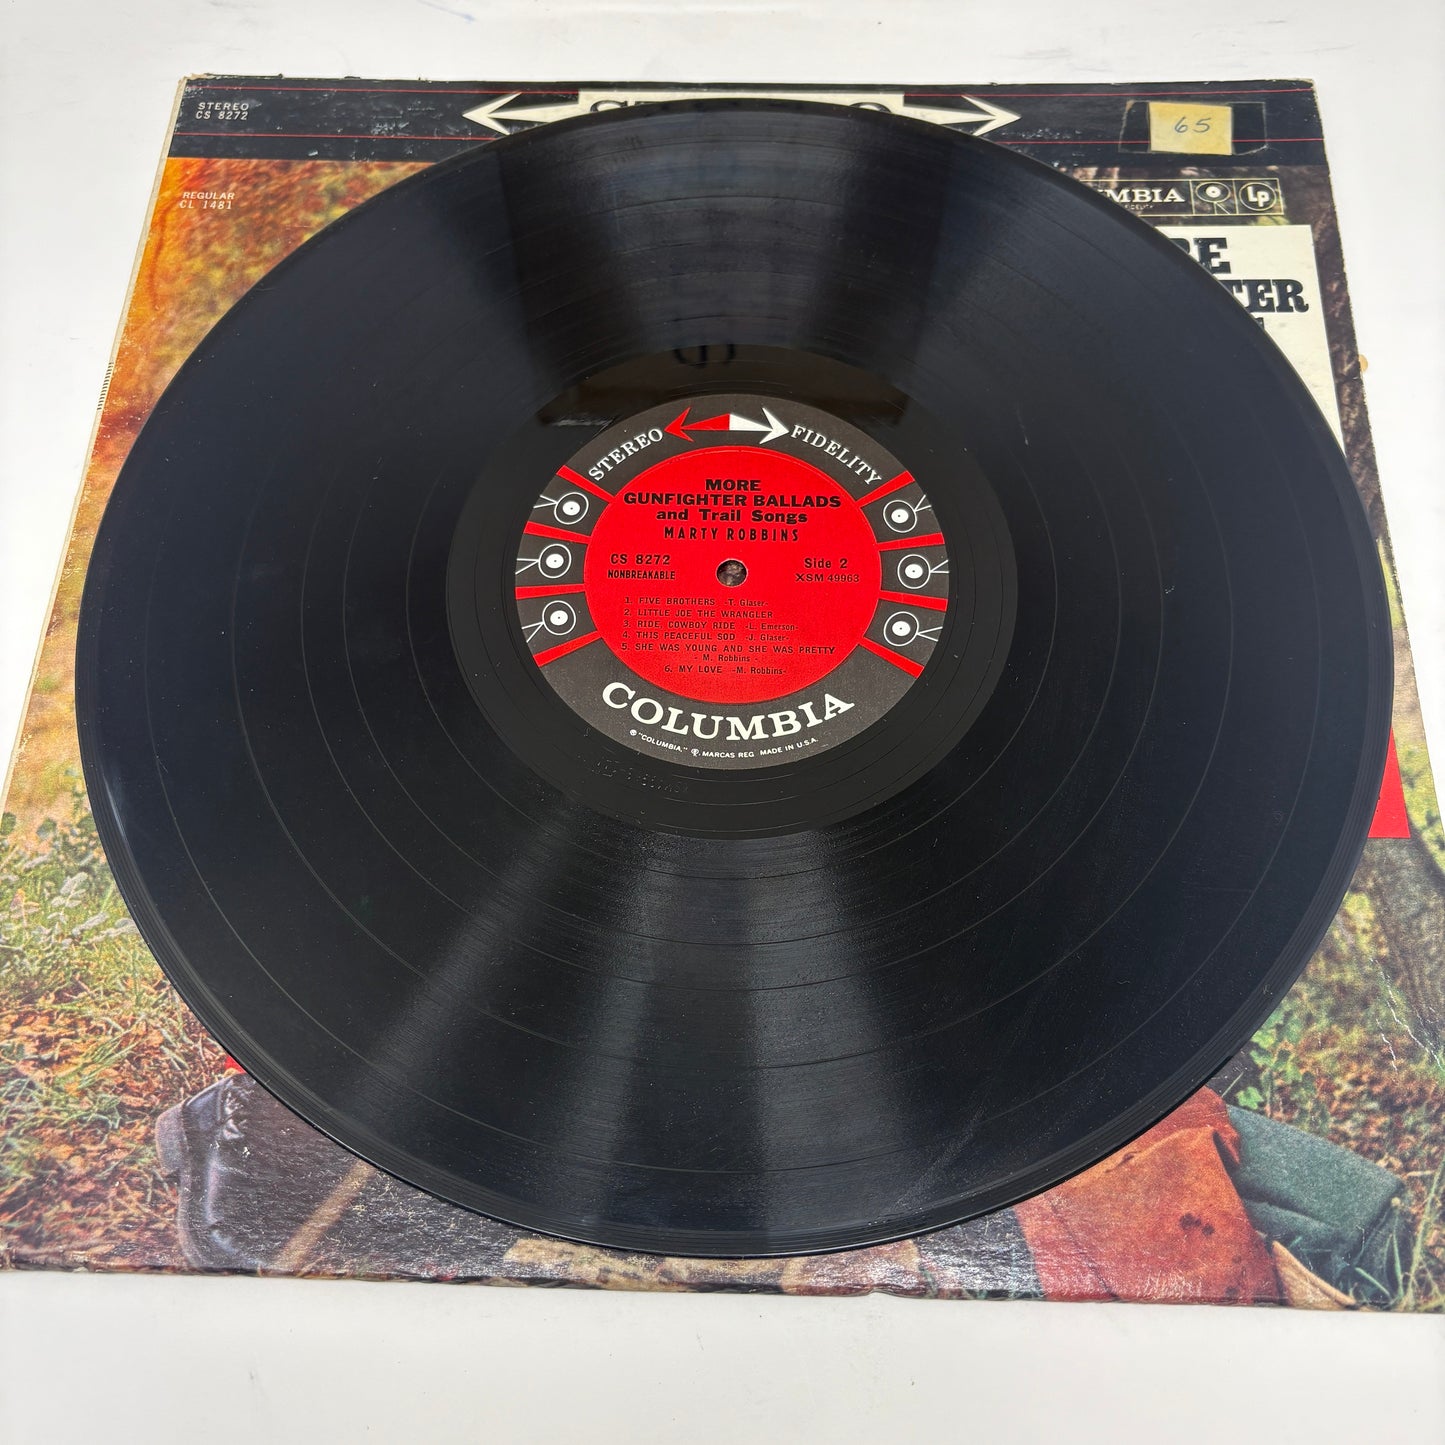 STEREO
CS 8272
65
REGULAR
CL 1481
Lp
STEREO FIDELITY
MORE
GUNFIGHTER BALLADS
and Trail Songs
MARTY ROBBINS
CS 8272 Side 2
NONBREAKABLE XSM 49963
1. FIVE BROTHERS -T. Glaser-
2. LITTLE JOE THE WRANGLER
3. RIDE, COWBOY RIDE -L. Emerson-
4. THIS PEACEFUL SOD -J. Glaser-
5. SHE WAS YOUNG AND SHE WAS PRETTY
- M. Robbins -
6. MY LOVE -M. Robbins-
COLUMBIA
® "COLUMBIA," ® MARCAS REG. MADE IN U.S.A.